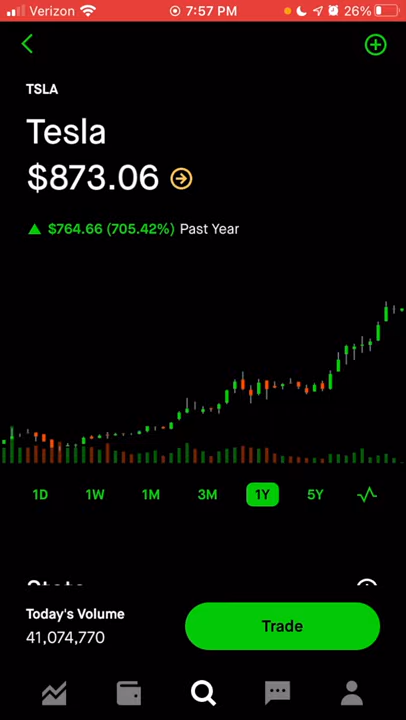 Verizon 7:57 PM 26%
TSLA
Tesla
$873.06
$764.66 (705.42%) Past Year
1D 1W 1M 3M 1Y 5Y
Stats
Today's Volume
41,074,770
Trade